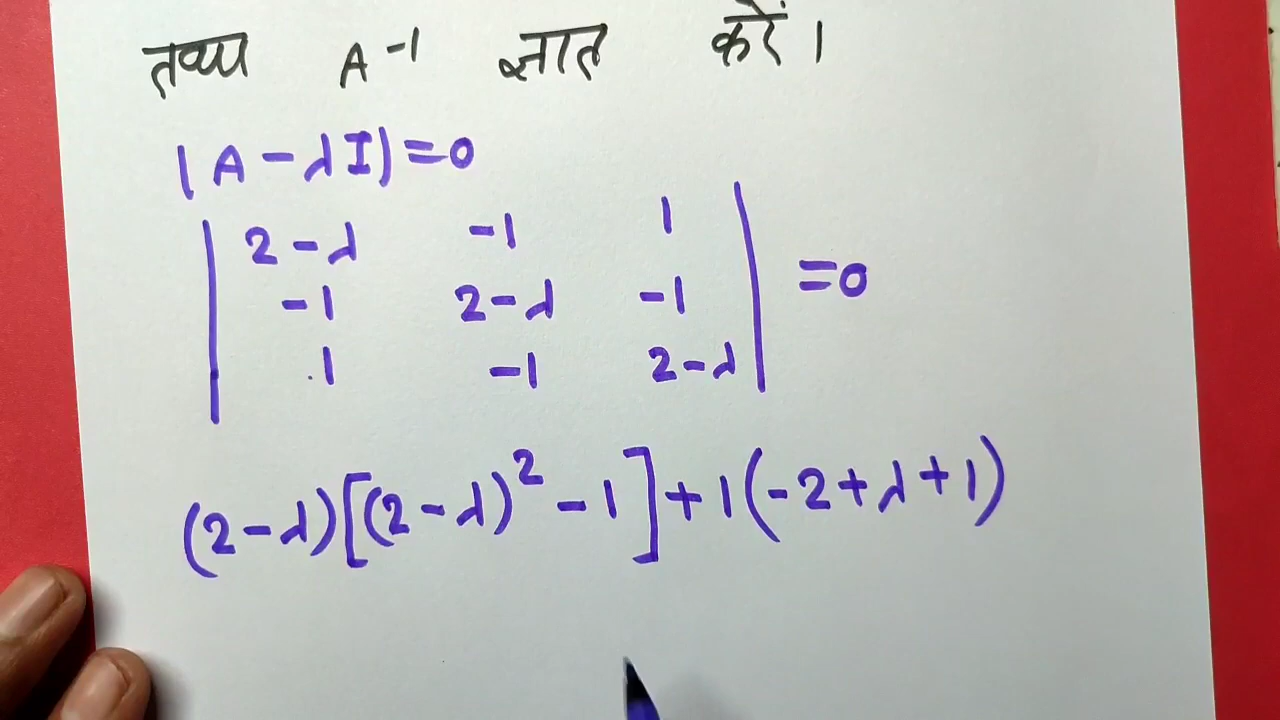 तथा A⁻¹ ज्ञात करें।
|A - λI| = 0
| 2-λ -1 1 |
| -1 2-λ -1 | = 0
| 1 -1 2-λ |
(2-λ)[(2-λ)² - 1] + 1(-2+λ+1)